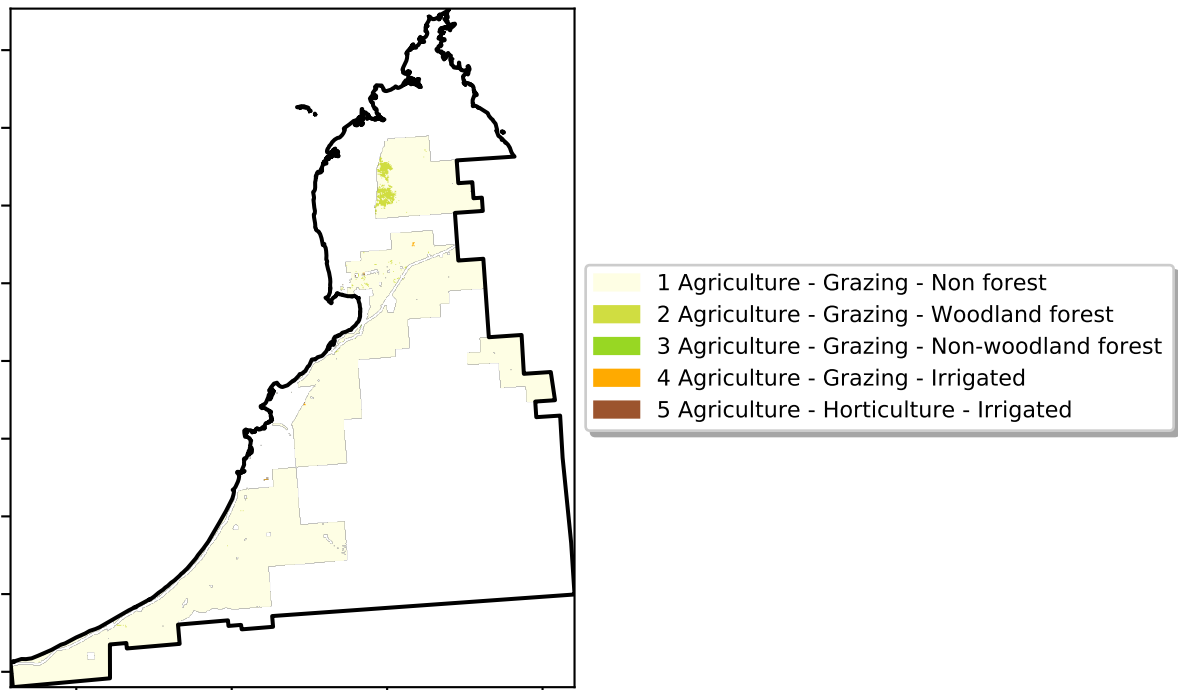 1 Agriculture - Grazing - Non forest
2 Agriculture - Grazing - Woodland forest
3 Agriculture - Grazing - Non-woodland forest
4 Agriculture - Grazing - Irrigated
5 Agriculture - Horticulture - Irrigated